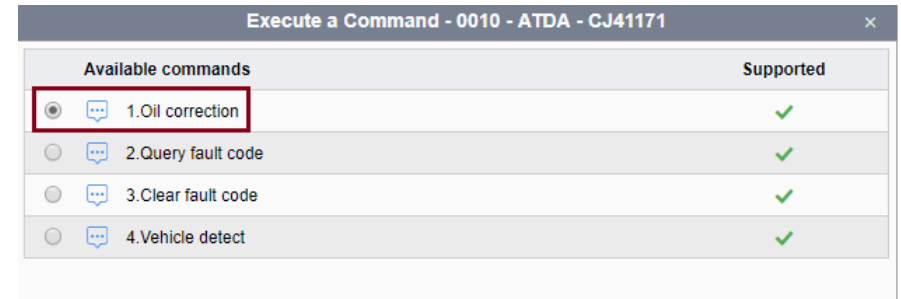 Execute a Command - 0010 - ATDA - CJ41171 ×
Available commands Supported
1.Oil correction
2.Query fault code
3.Clear fault code
4.Vehicle detect